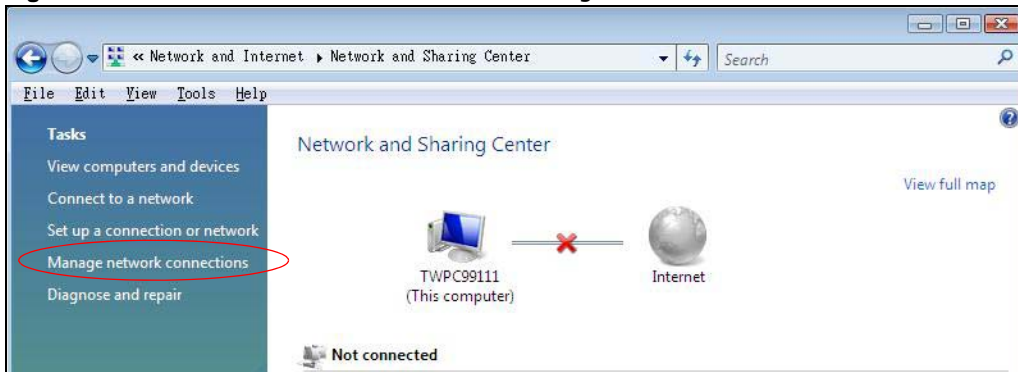 « Network and Internet ▸ Network and Sharing Center
Search
File Edit View Tools Help
Tasks
View computers and devices
Connect to a network
Set up a connection or network
Manage network connections
Diagnose and repair
Network and Sharing Center
View full map
TWPC99111
(This computer)
Internet
Not connected